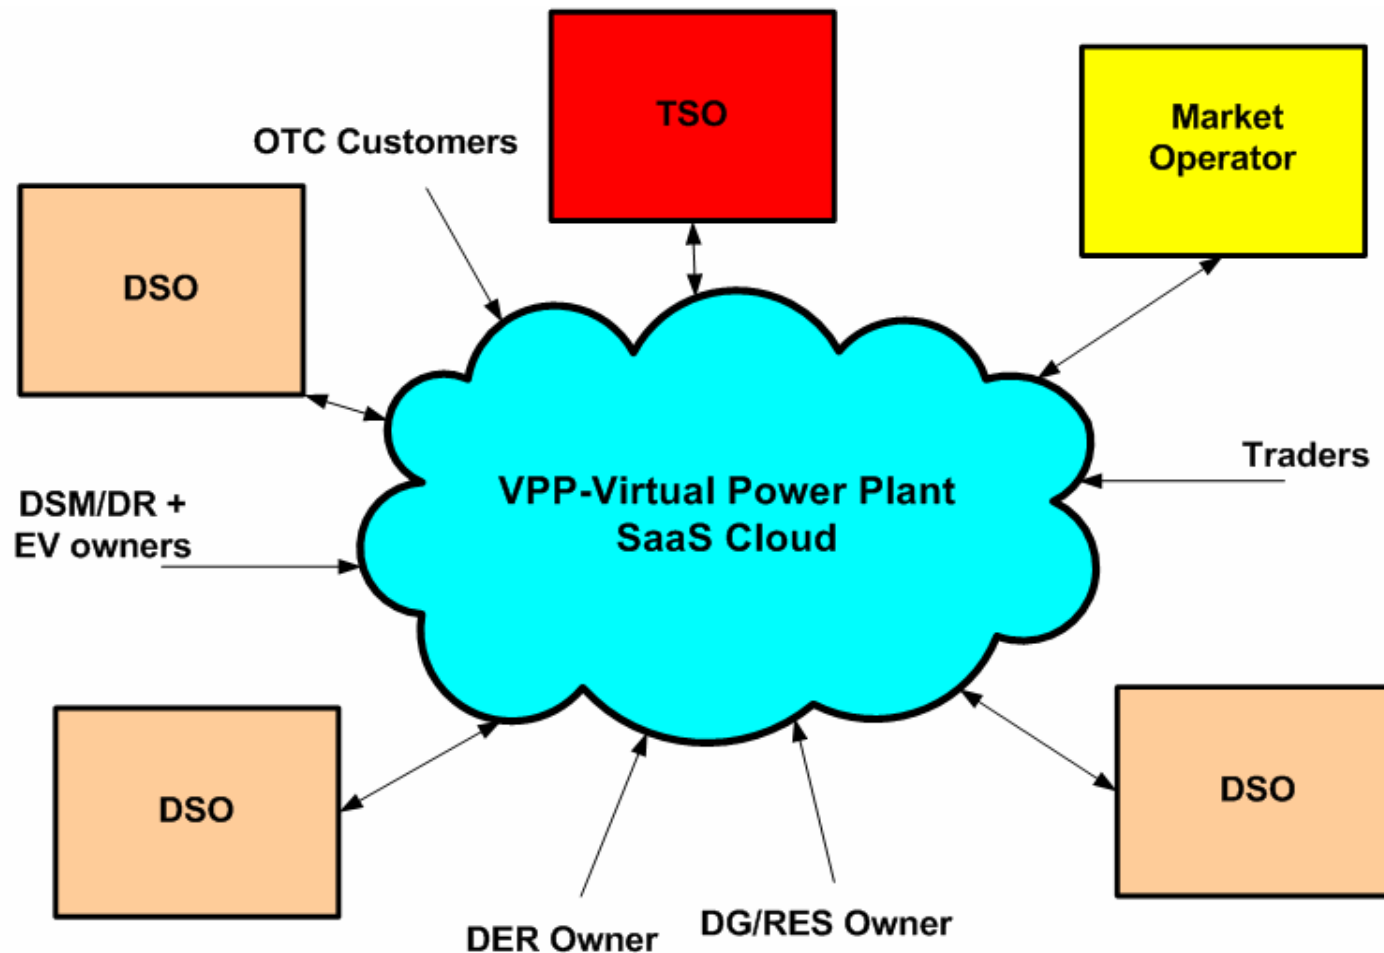 TSO
Market
Operator
OTC Customers
DSO
Traders
VPP-Virtual Power Plant
SaaS Cloud
DSM/DR +
EV owners
DSO
DSO
DER Owner
DG/RES Owner